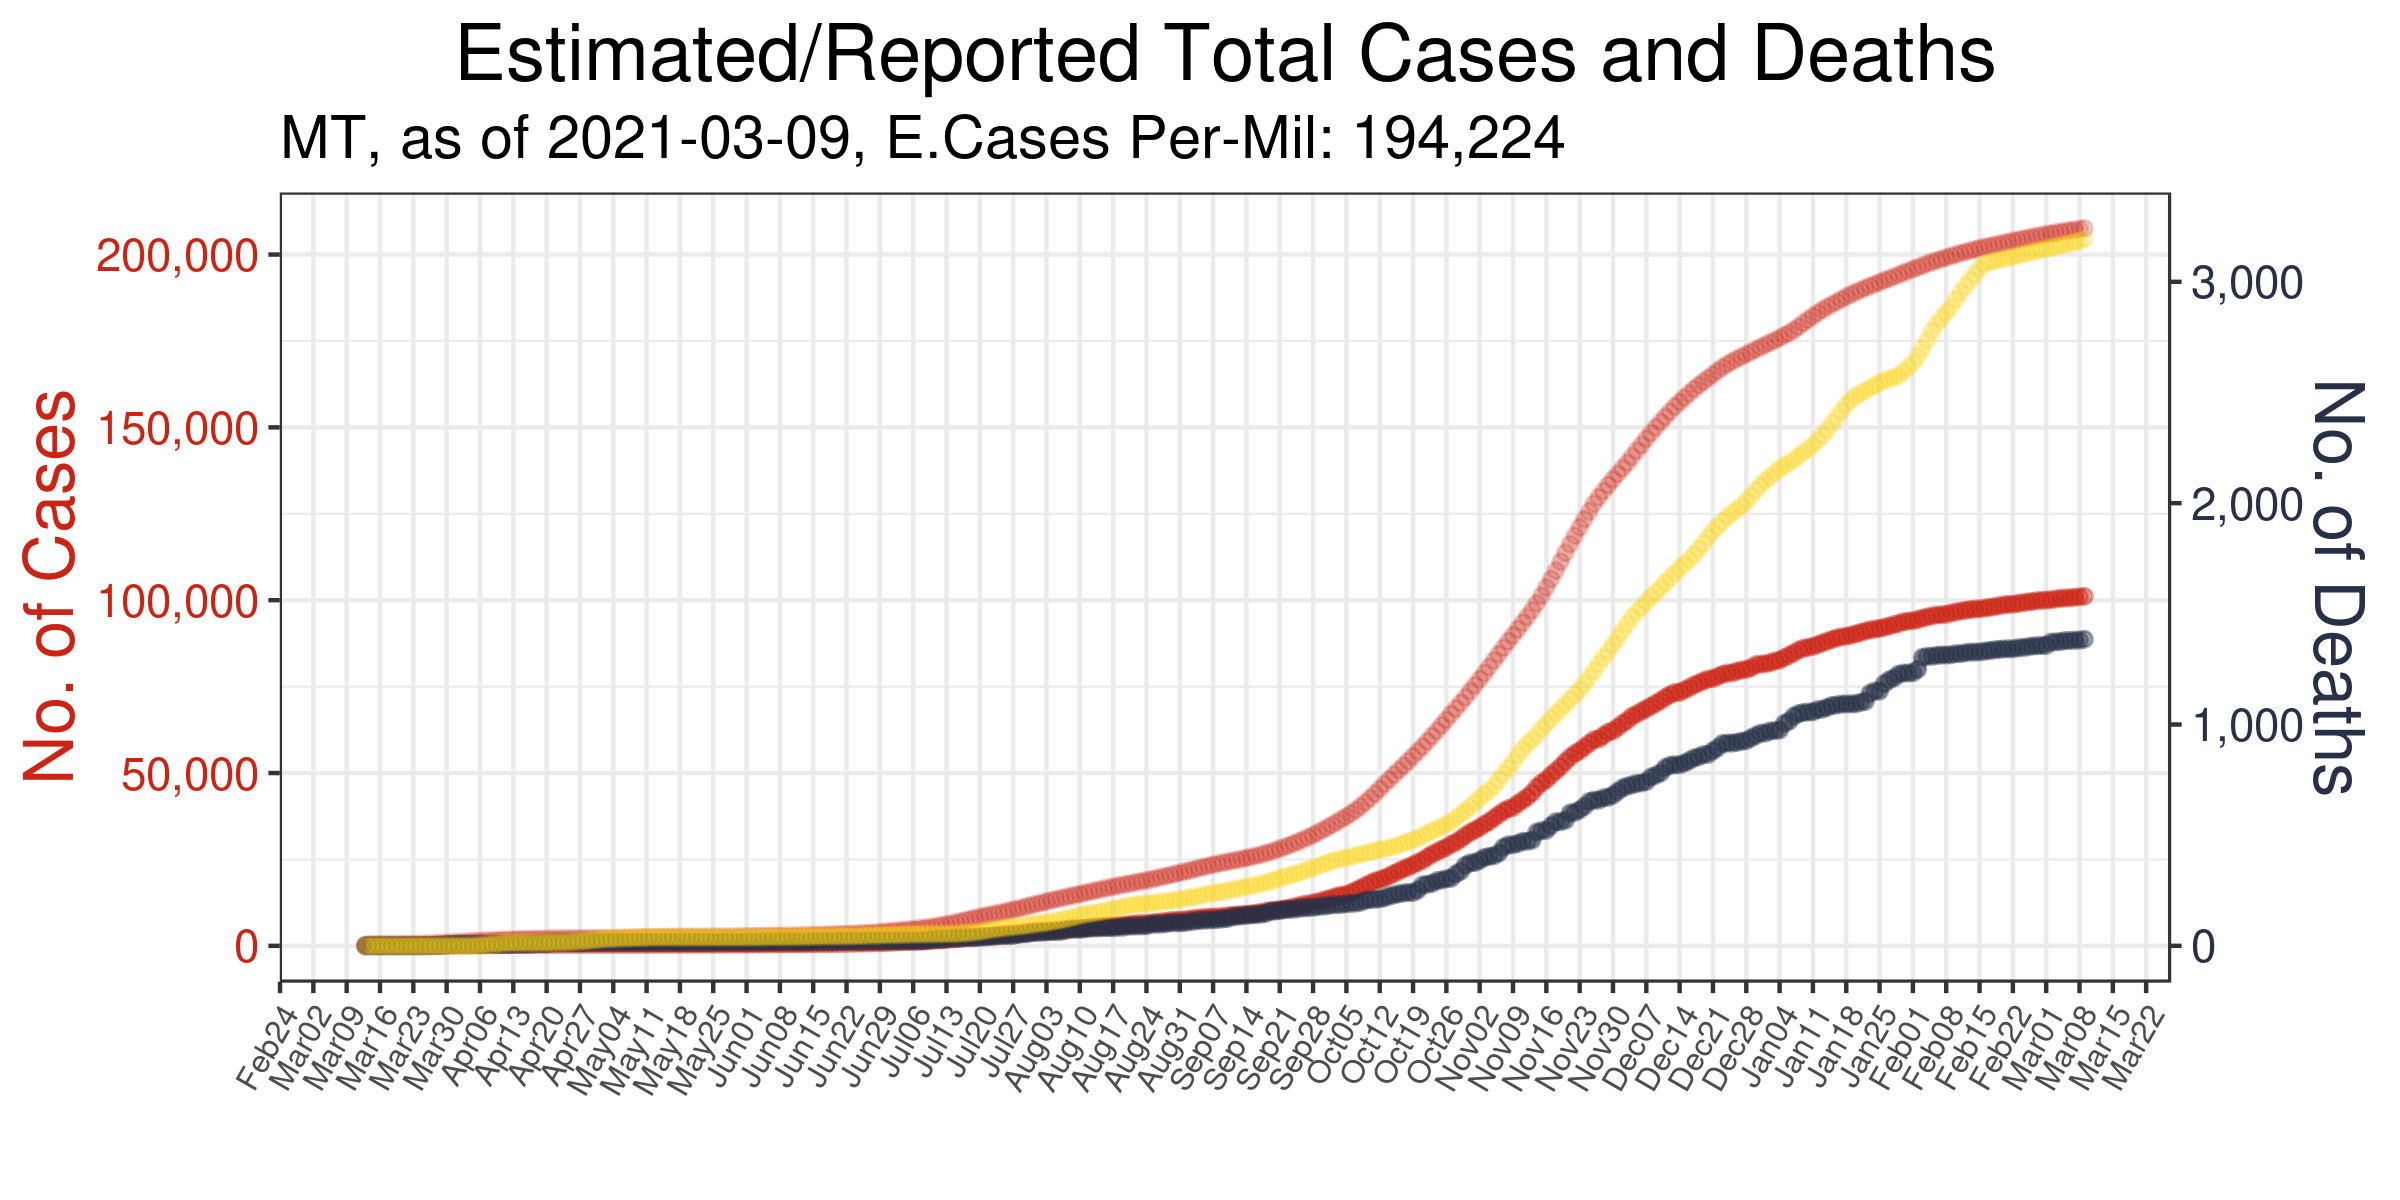 Estimated/Reported Total Cases and Deaths
MT, as of 2021-03-09, E.Cases Per-Mil: 194,224
No. of Cases
200,000
150,000
100,000
50,000
0
3,000
2,000
1,000
0
No. of Deaths
Feb24
Mar02
Mar09
Mar16
Mar23
Mar30
Apr06
Apr13
Apr20
Apr27
May04
May11
May18
May25
Jun01
Jun08
Jun15
Jun22
Jun29
Jul06
Jul13
Jul20
Jul27
Aug03
Aug10
Aug17
Aug24
Aug31
Sep07
Sep14
Sep21
Sep28
Oct05
Oct12
Oct19
Oct26
Nov02
Nov09
Nov16
Nov23
Nov30
Dec07
Dec14
Dec21
Dec28
Jan04
Jan11
Jan18
Jan25
Feb01
Feb08
Feb15
Feb22
Mar01
Mar08
Mar15
Mar22